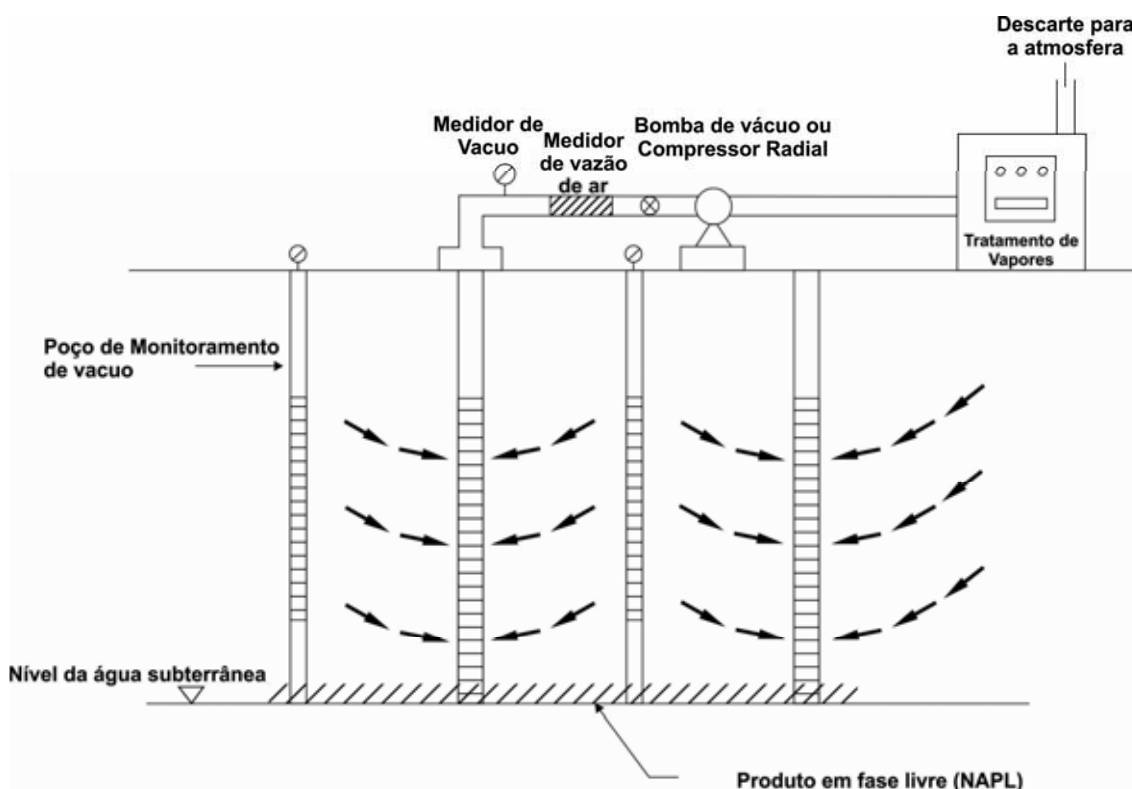 Descarte para
a atmosfera
Medidor de
Vacuo
Medidor
de vazão
de ar
Bomba de vácuo ou
Compressor Radial
Tratamento de
Vapores
Poço de Monitoramento
de vacuo
Nível da água subterrânea
Produto em fase livre (NAPL)